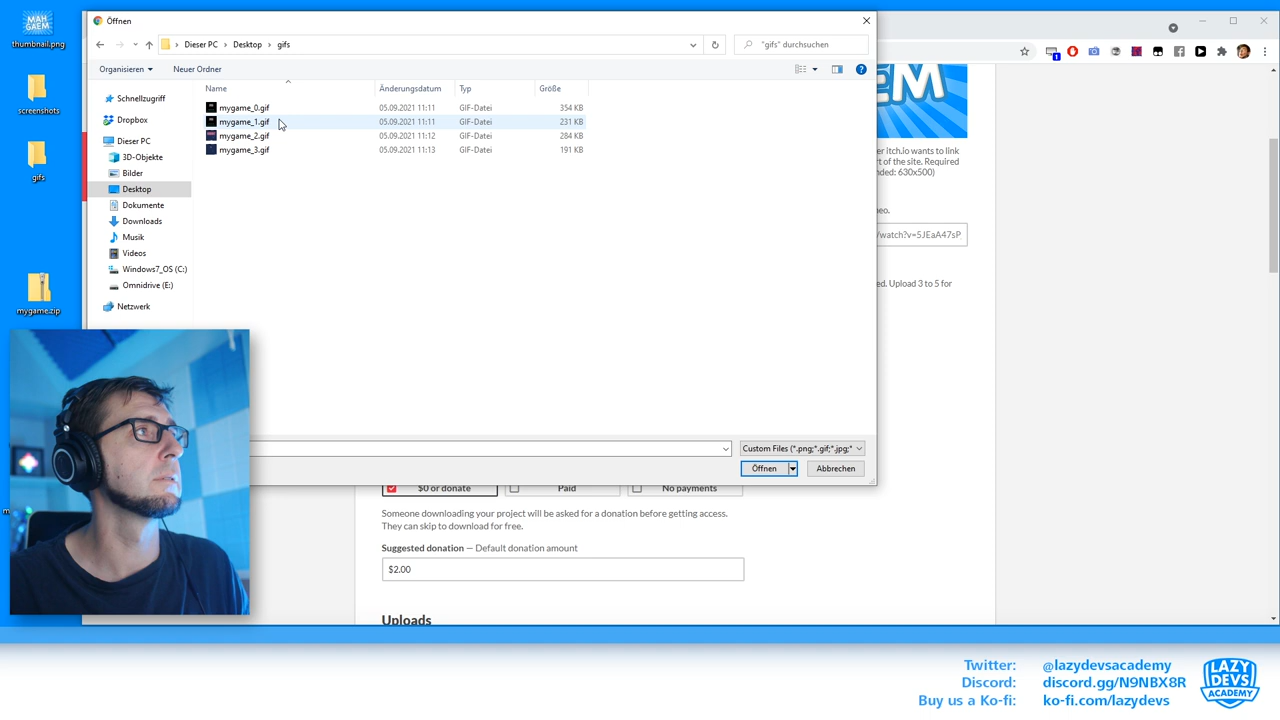 MAH
GAEM
thumbnail.png
screenshots
gifs
mygame.zip
Öffnen
Dieser PC
Desktop
gifs
"gifs" durchsuchen
Organisieren
Neuer Ordner
Schnellzugriff
Dropbox
Dieser PC
3D-Objekte
Bilder
Desktop
Dokumente
Downloads
Musik
Videos
Windows7_OS (C:)
Omnidrive (E:)
Netzwerk
Name Änderungsdatum Typ Größe
mygame_0.gif 05.09.2021 11:11 GIF-Datei 354 KB
mygame_1.gif 05.09.2021 11:11 GIF-Datei 231 KB
mygame_2.gif 05.09.2021 11:12 GIF-Datei 284 KB
mygame_3.gif 05.09.2021 11:13 GIF-Datei 191 KB
Custom Files (*.png;*.gif;*.jpg;*
Öffnen
Abbrechen
1
EM
er itch.io wants to link
rt of the site. Required
nded: 630x500)
neo.
/watch?v=5JEaA47sP
ed. Upload 3 to 5 for
$0 or donate
Paid
No payments
Someone downloading your project will be asked for a donation before getting access.
They can skip to download for free.
Suggested donation — Default donation amount
$2.00
Uploads
m
Twitter: @lazydevsacademy
Discord: discord.gg/N9NBX8R
Buy us a Ko-fi: ko-fi.com/lazydevs
LAZY
DEVS
ACADEMY